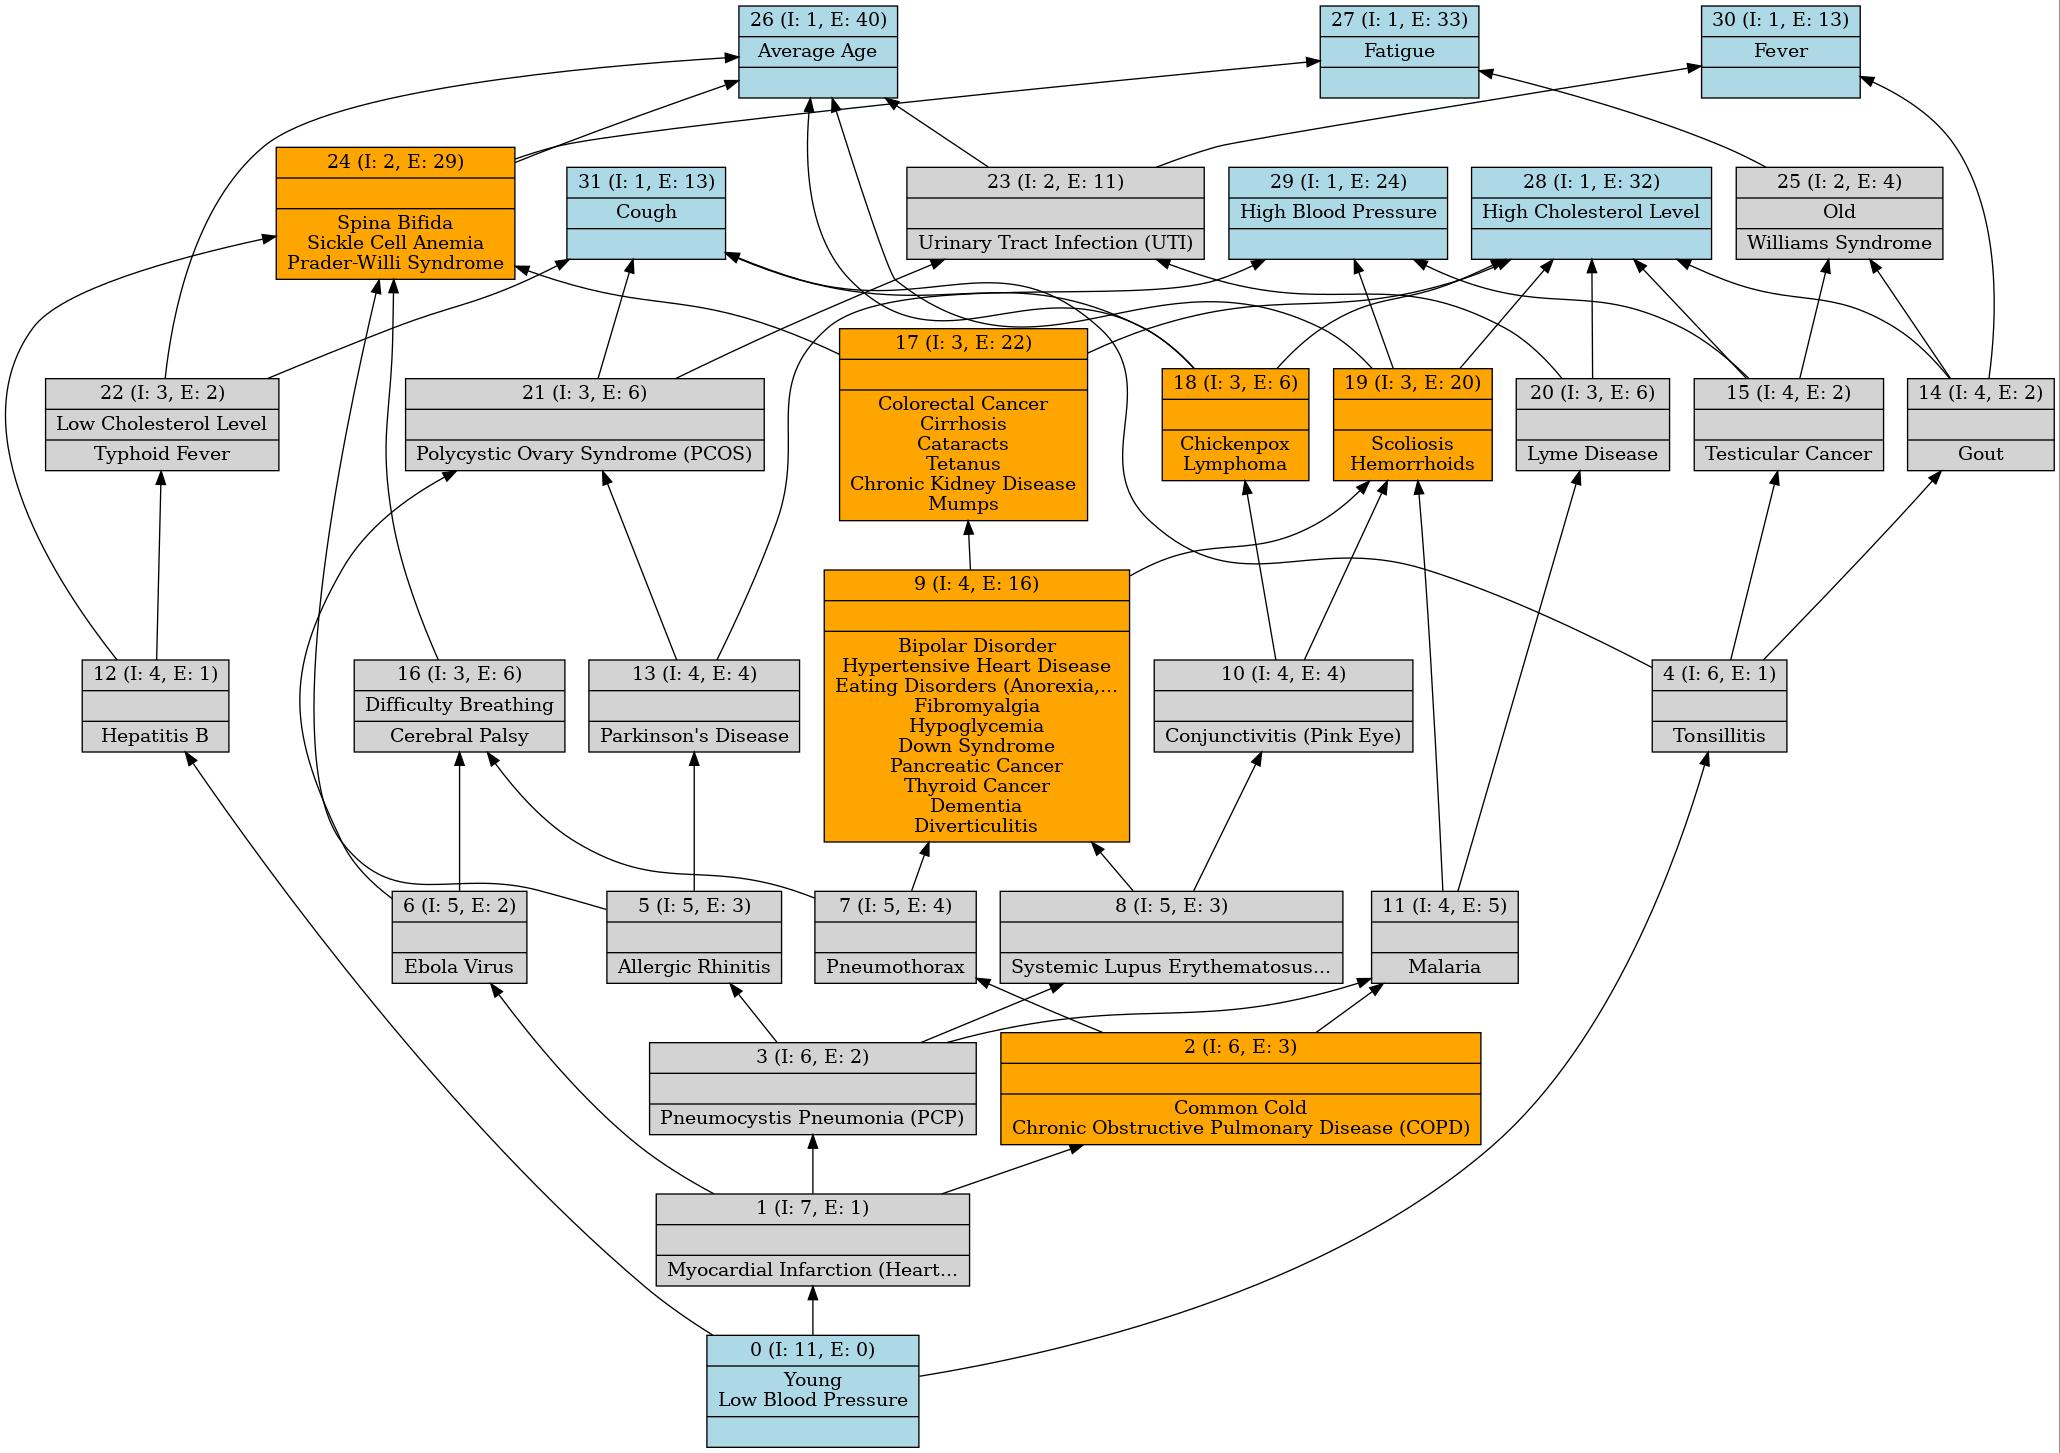 26 (I: 1, E: 40)
Average Age
27 (I: 1, E: 33)
Fatigue
30 (I: 1, E: 13)
Fever
24 (I: 2, E: 29)
Spina Bifida
Sickle Cell Anemia
Prader-Willi Syndrome
31 (I: 1, E: 13)
Cough
23 (I: 2, E: 11)
Urinary Tract Infection (UTI)
29 (I: 1, E: 24)
High Blood Pressure
28 (I: 1, E: 32)
High Cholesterol Level
25 (I: 2, E: 4)
Old
Williams Syndrome
22 (I: 3, E: 2)
Low Cholesterol Level
Typhoid Fever
21 (I: 3, E: 6)
Polycystic Ovary Syndrome (PCOS)
17 (I: 3, E: 22)
Colorectal Cancer
Cirrhosis
Cataracts
Tetanus
Chronic Kidney Disease
Mumps
18 (I: 3, E: 6)
Chickenpox
Lymphoma
19 (I: 3, E: 20)
Scoliosis
Hemorrhoids
20 (I: 3, E: 6)
Lyme Disease
15 (I: 4, E: 2)
Testicular Cancer
14 (I: 4, E: 2)
Gout
12 (I: 4, E: 1)
Hepatitis B
16 (I: 3, E: 6)
Difficulty Breathing
Cerebral Palsy
13 (I: 4, E: 4)
Parkinson's Disease
9 (I: 4, E: 16)
Bipolar Disorder
Hypertensive Heart Disease
Eating Disorders (Anorexia,...
Fibromyalgia
Hypoglycemia
Down Syndrome
Pancreatic Cancer
Thyroid Cancer
Dementia
Diverticulitis
10 (I: 4, E: 4)
Conjunctivitis (Pink Eye)
4 (I: 6, E: 1)
Tonsillitis
6 (I: 5, E: 2)
Ebola Virus
5 (I: 5, E: 3)
Allergic Rhinitis
7 (I: 5, E: 4)
Pneumothorax
8 (I: 5, E: 3)
Systemic Lupus Erythematosus...
11 (I: 4, E: 5)
Malaria
3 (I: 6, E: 2)
Pneumocystis Pneumonia (PCP)
2 (I: 6, E: 3)
Common Cold
Chronic Obstructive Pulmonary Disease (COPD)
1 (I: 7, E: 1)
Myocardial Infarction (Heart...
0 (I: 11, E: 0)
Young
Low Blood Pressure